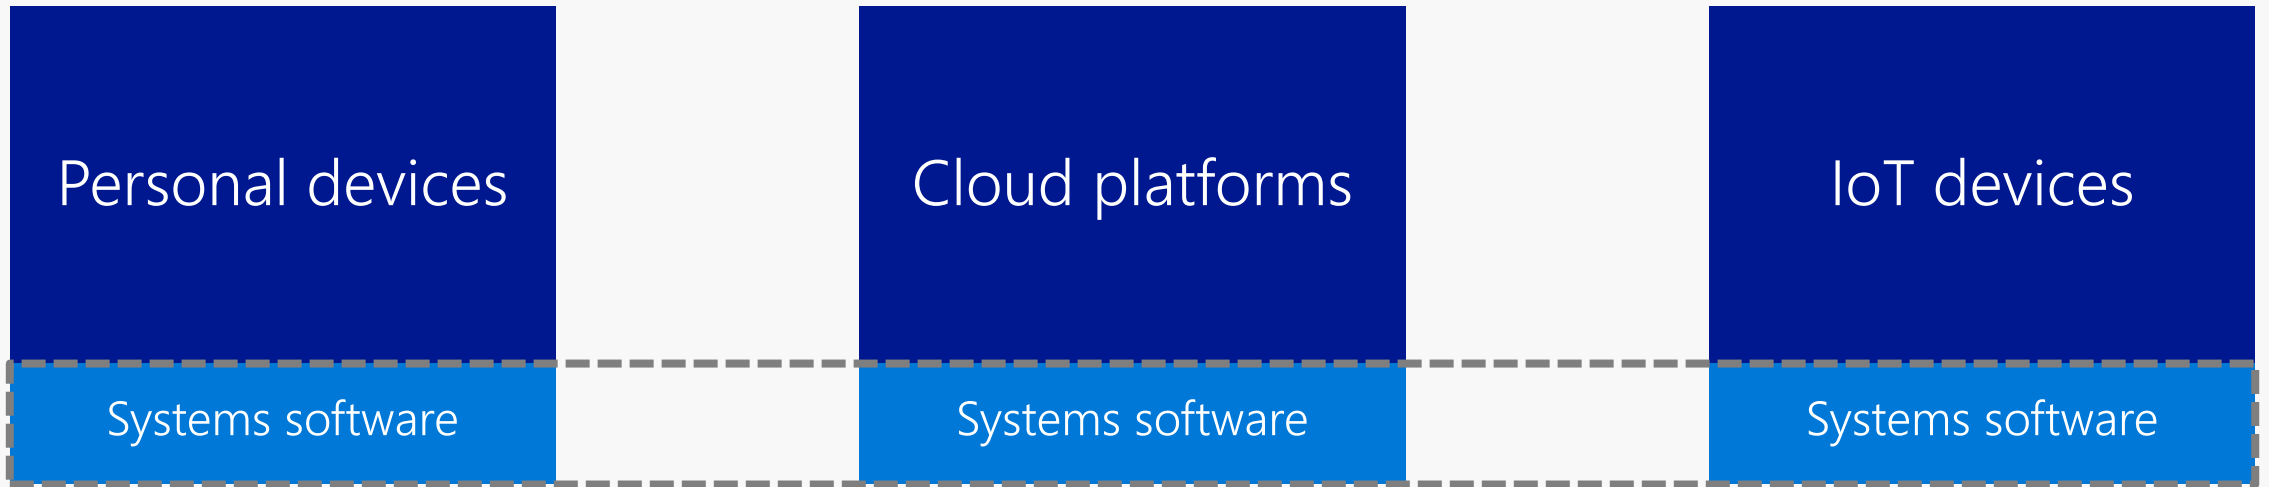 Personal devices
Cloud platforms
IoT devices
Systems software
Systems software
Systems software